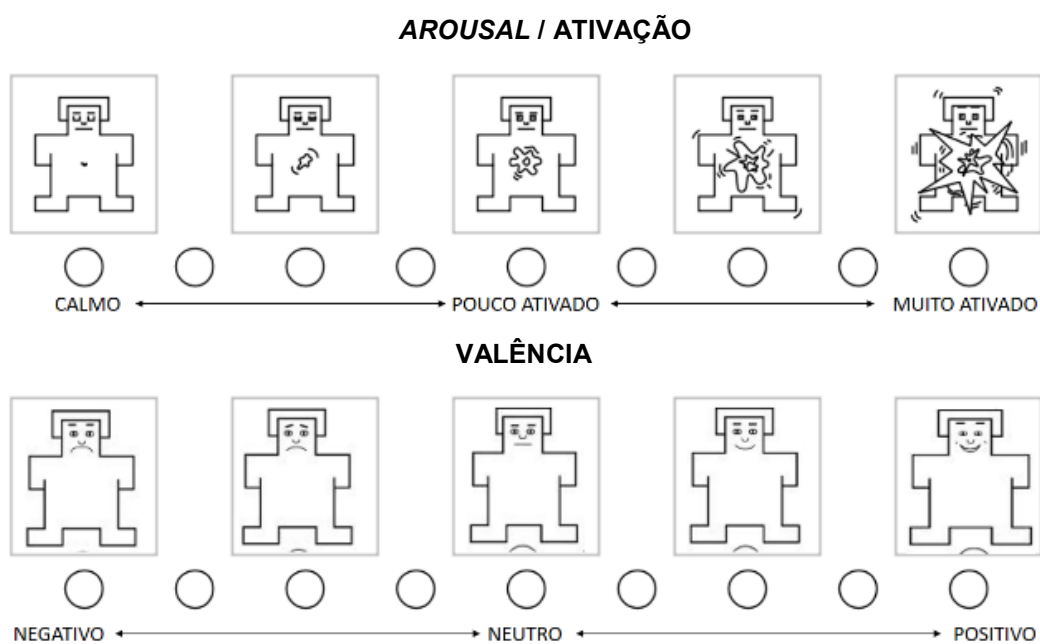 AROUSAL / ATIVAÇÃO
CALMO POUCO ATIVADO MUITO ATIVADO
VALÊNCIA
NEGATIVO NEUTRO POSITIVO